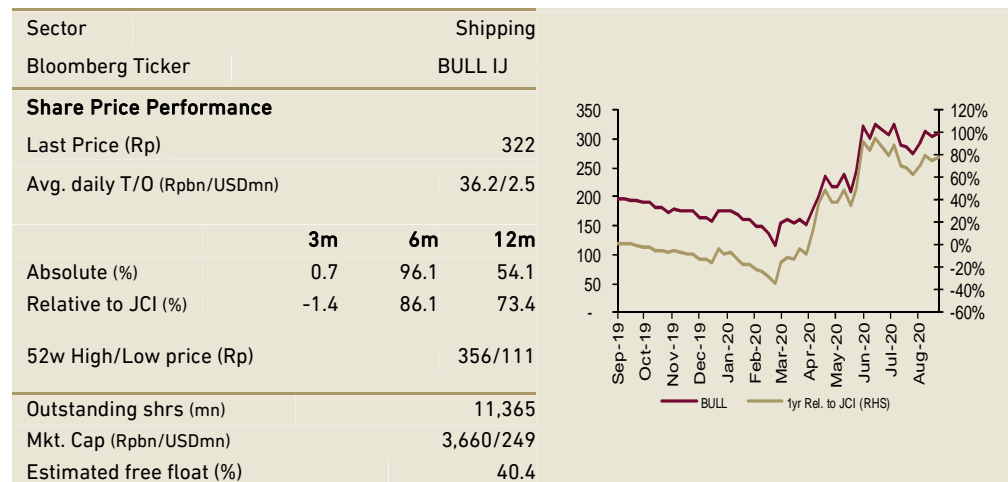 Sector Shipping
Bloomberg Ticker BULL IJ
Share Price Performance
Last Price (Rp) 322
Avg. daily T/O (Rpbn/USDmn) 36.2/2.5
3m 6m 12m
Absolute (%) 0.7 96.1 54.1
Relative to JCI (%) -1.4 86.1 73.4
52w High/Low price (Rp) 356/111
Outstanding shrs (mn) 11,365
Mkt. Cap (Rpbn/USDmn) 3,660/249
Estimated free float (%) 40.4
350 120%
300 100%
250 80%
200 60%
150 40%
100 20%
50 0%
- -20%
-40%
-60%
Sep-19 Oct-19 Nov-19 Dec-19 Jan-20 Feb-20 Mar-20 Apr-20 May-20 Jun-20 Jul-20 Aug-20
BULL 1yr Rel. to JCI (RHS)